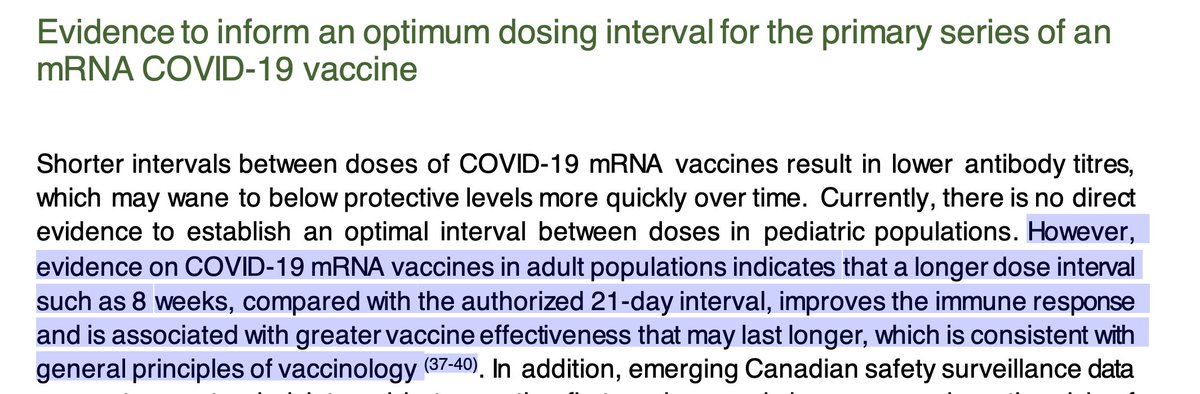 Evidence to inform an optimum dosing interval for the primary series of an
mRNA COVID-19 vaccine
Shorter intervals between doses of COVID-19 mRNA vaccines result in lower antibody titres,
which may wane to below protective levels more quickly over time. Currently, there is no direct
evidence to establish an optimal interval between doses in pediatric populations. However,
evidence on COVID-19 mRNA vaccines in adult populations indicates that a longer dose interval
such as 8 weeks, compared with the authorized 21-day interval, improves the immune response
and is associated with greater vaccine effectiveness that may last longer, which is consistent with
general principles of vaccinology (37-40). In addition, emerging Canadian safety surveillance data